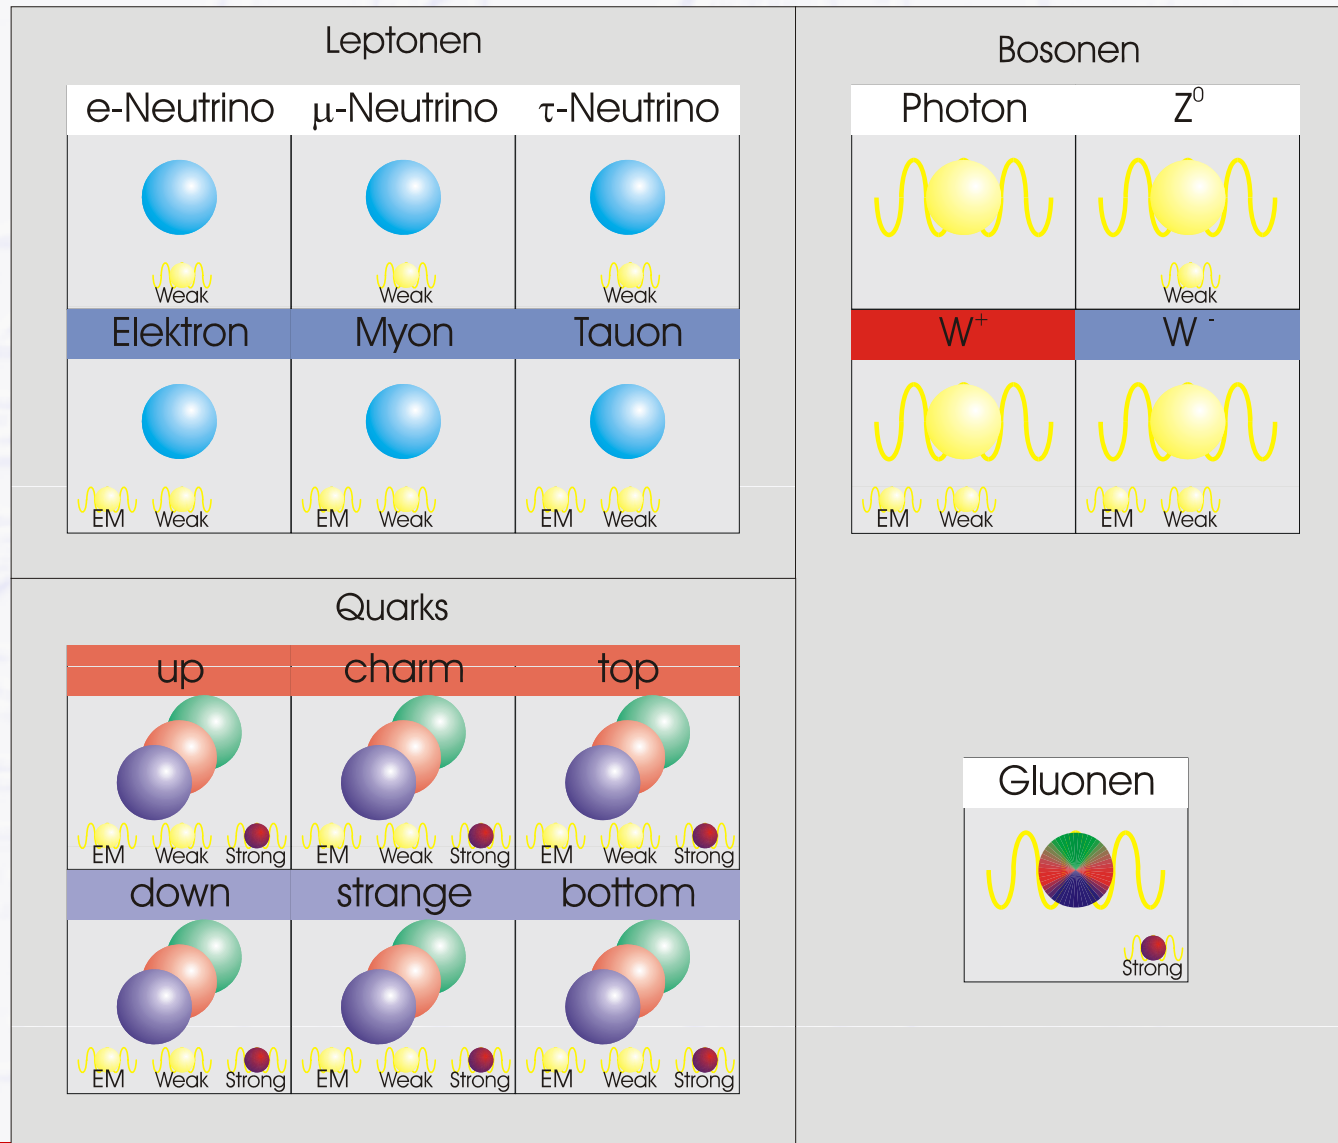 Leptonen
e-Neutrino μ-Neutrino τ-Neutrino
Weak Weak Weak
Elektron Myon Tauon
EM Weak EM Weak EM Weak
Quarks
up charm top
EM Weak Strong EM Weak Strong EM Weak Strong
down strange bottom
EM Weak Strong EM Weak Strong EM Weak Strong
Bosonen
Photon Z⁰
Weak
W⁺ W⁻
EM Weak EM Weak
Gluonen
Strong